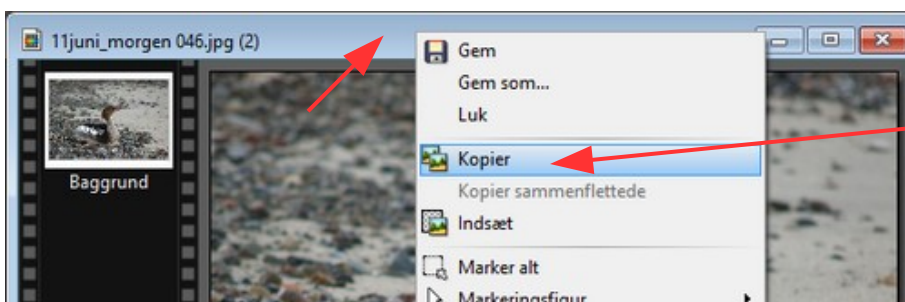 11juni_morgen 046.jpg (2)
Gem
Gem som...
Luk
Kopier
Baggrund
Kopier sammenflettede
Indsæt
Marker alt
Markeringsfigur